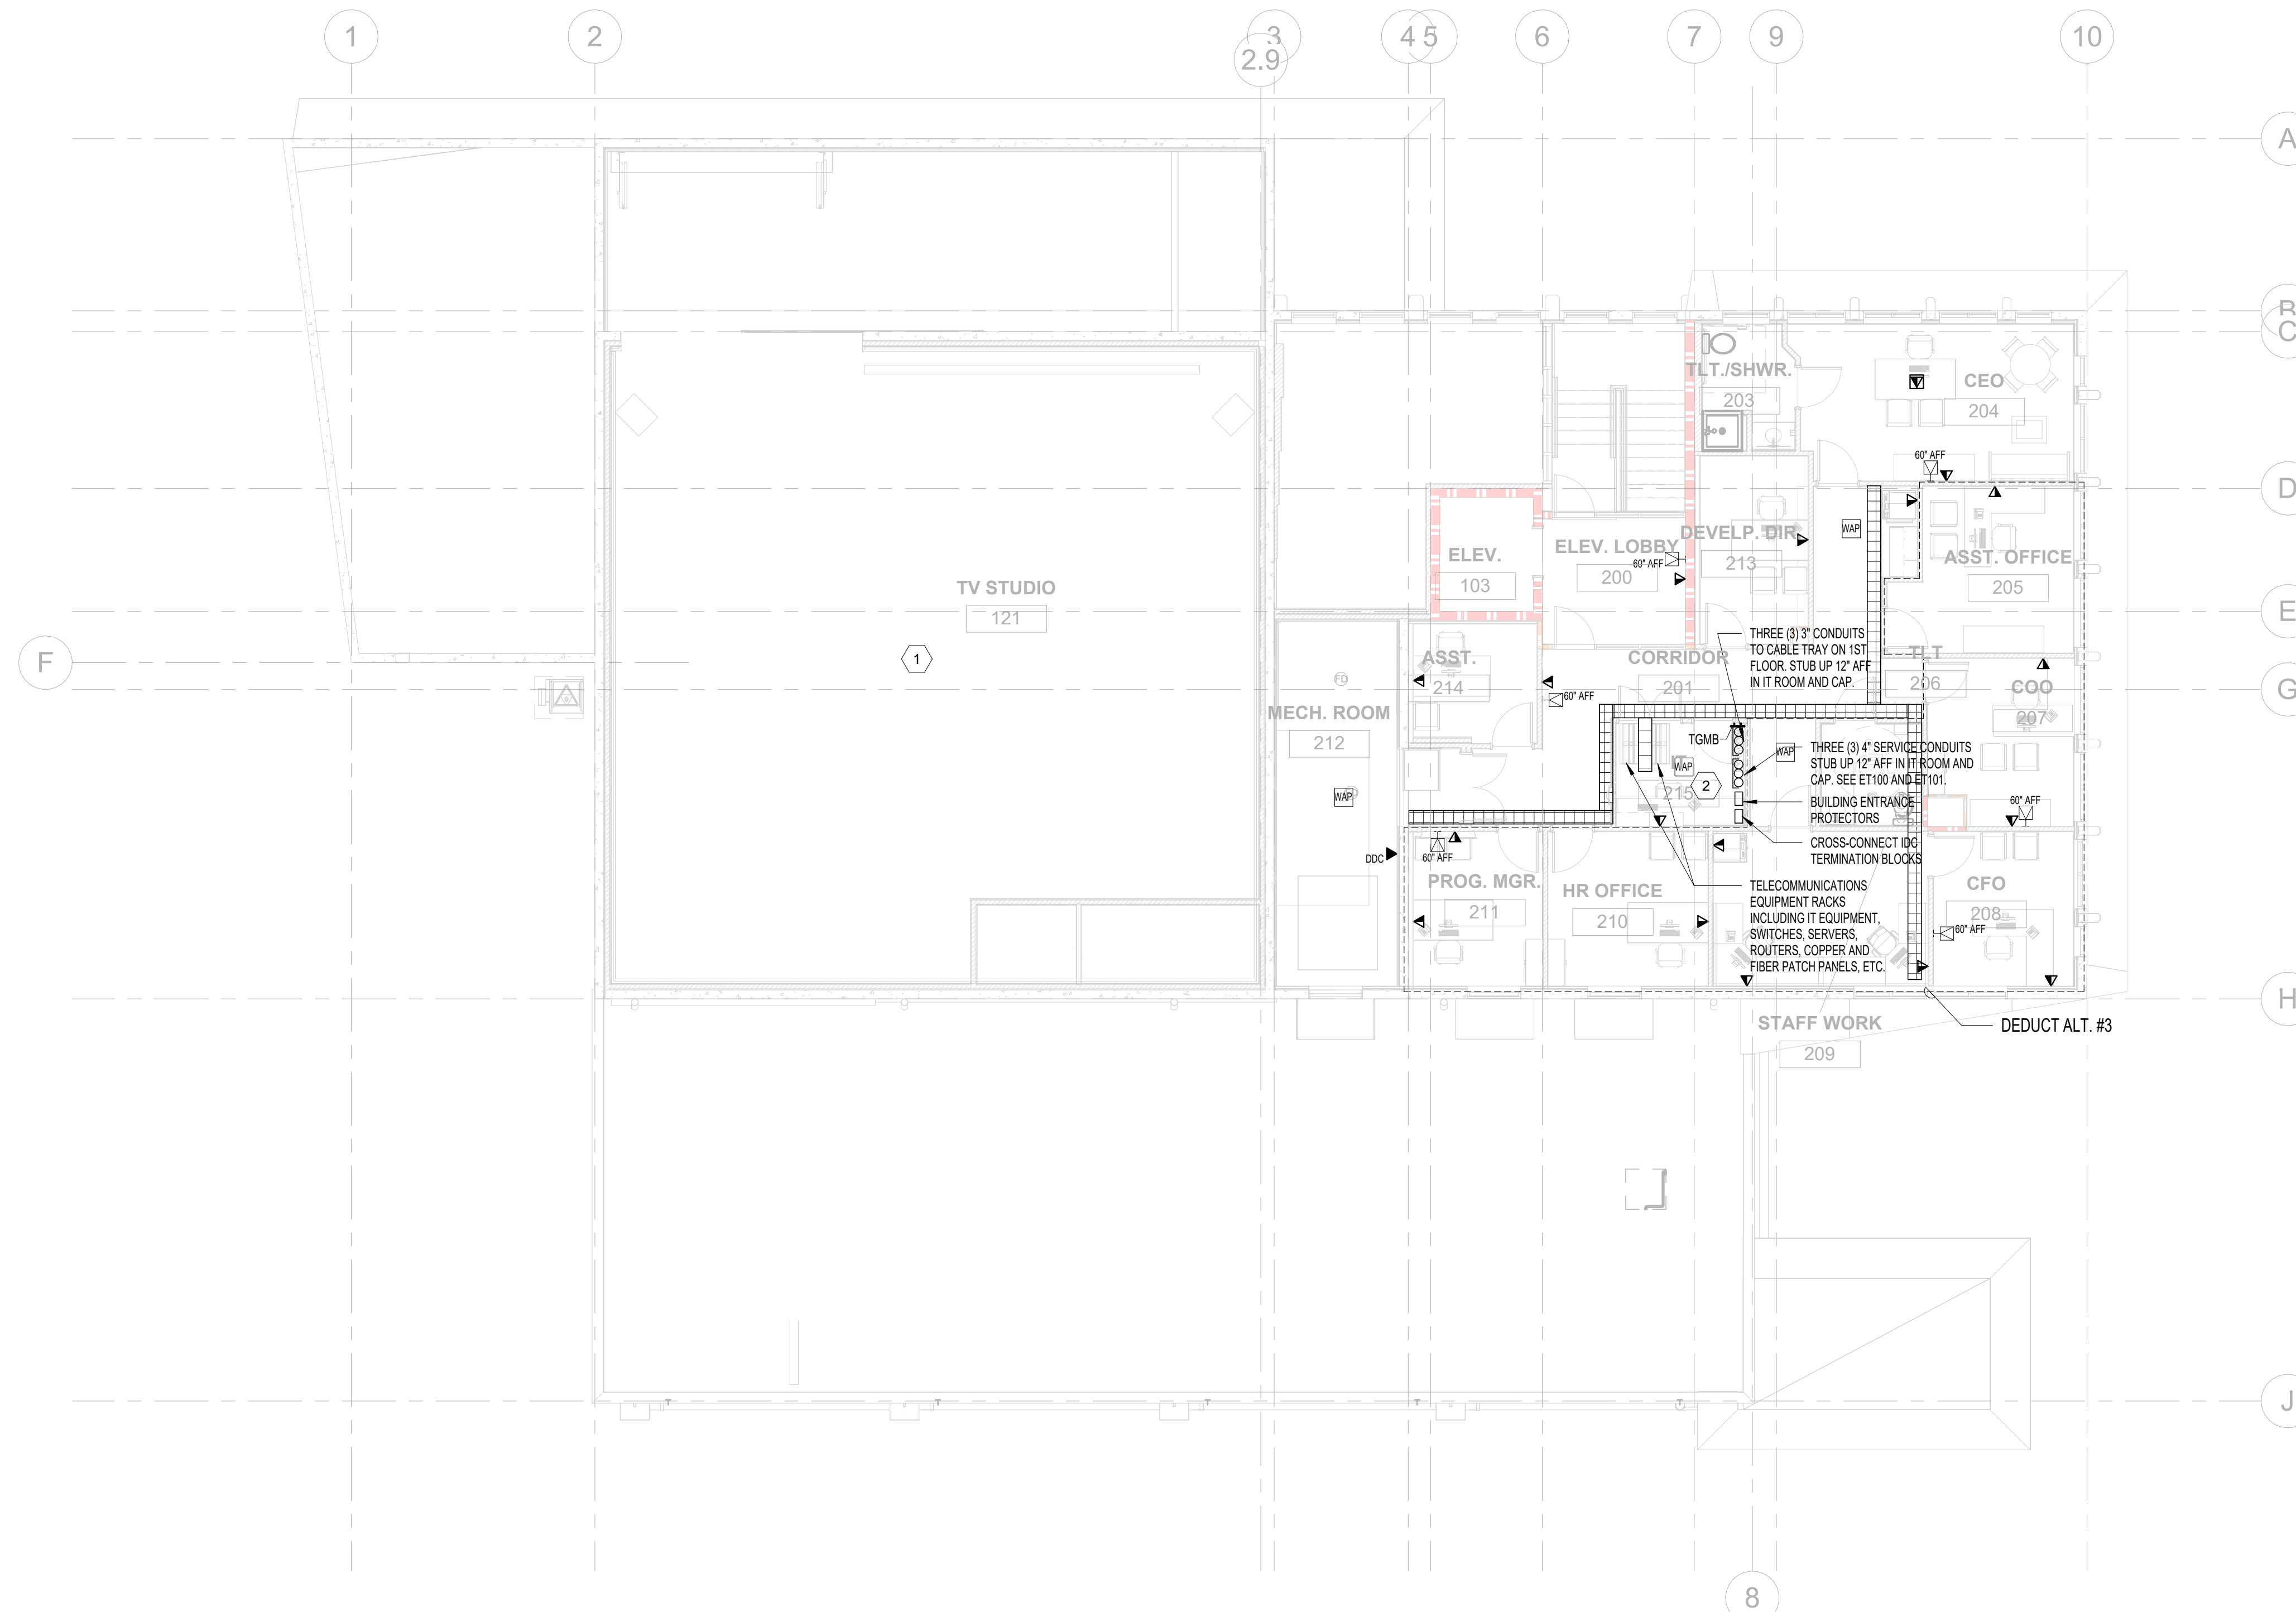 1
2
3
2.9
4
5
6
7
9
10
A
B
C
TLT./SHWR.
203
CEO
204
60" AFF
D
WAP
DEVELP. DIR.
213
ELEV. LOBBY
200
60" AFF
ELEV.
103
ASST. OFFICE
205
TV STUDIO
121
E
THREE (3) 3" CONDUITS
TO CABLE TRAY ON 1ST
FLOOR. STUB UP 12" AFF
IN IT ROOM AND CAP.
F
1
ASST.
214
CORRIDOR
201
TLT
206
COO
207
G
FD
60" AFF
MECH. ROOM
212
TGMB
WAP
WAP
THREE (3) 4" SERVICE CONDUITS
STUB UP 12" AFF IN IT ROOM AND
CAP. SEE ET100 AND ET101.
WAP
215
2
BUILDING ENTRANCE
PROTECTORS
60" AFF
CROSS-CONNECT IDC
TERMINATION BLOCKS
DDC
60" AFF
PROG. MGR.
211
HR OFFICE
210
TELECOMMUNICATIONS
EQUIPMENT RACKS
INCLUDING IT EQUIPMENT,
SWITCHES, SERVERS,
ROUTERS, COPPER AND
FIBER PATCH PANELS, ETC.
CFO
208
60" AFF
H
STAFF WORK
209
DEDUCT ALT. #3
J
8